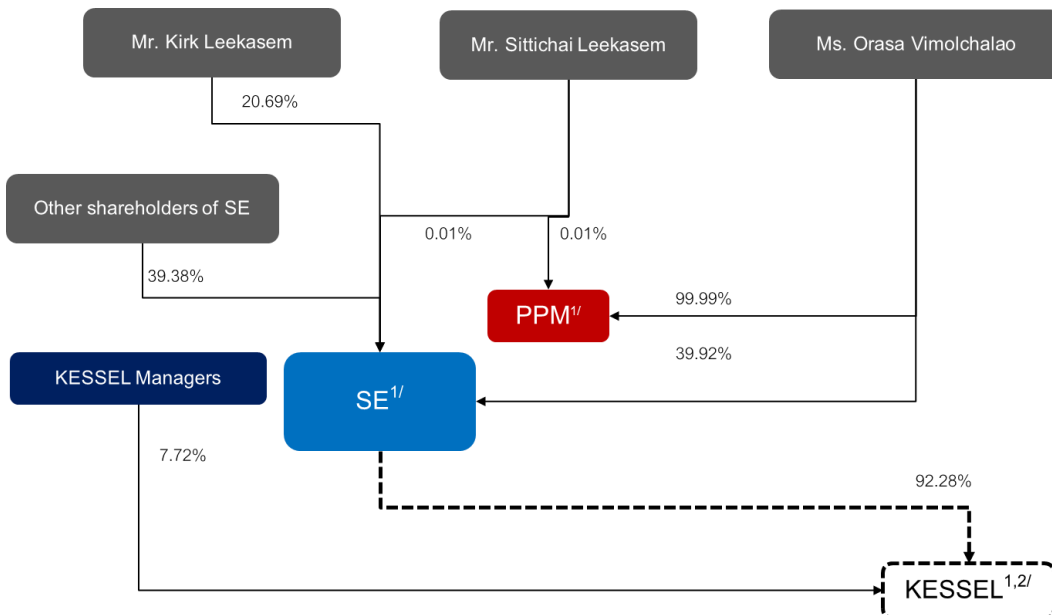 Mr. Kirk Leekasem
Mr. Sittichai Leekasem
Ms. Orasa Vimolchalao
20.69%
Other shareholders of SE
0.01%
0.01%
39.38%
PPM1/
99.99%
39.92%
KESSEL Managers
SE1/
7.72%
92.28%
KESSEL1,2/